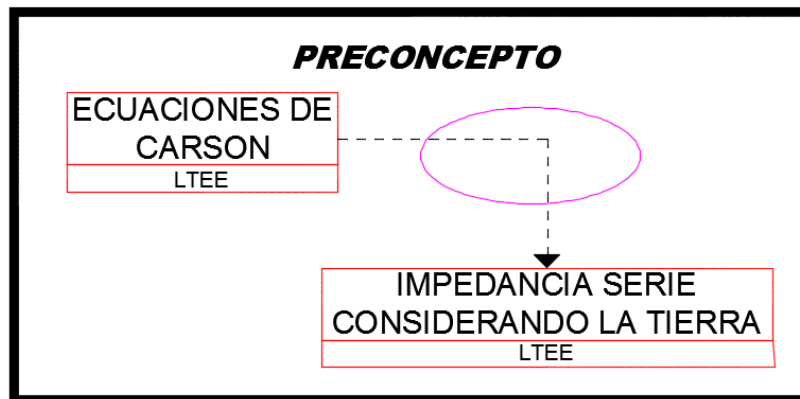 PRECONCEPTO
ECUACIONES DE
CARSON
LTEE
IMPEDANCIA SERIE
CONSIDERANDO LA TIERRA
LTEE